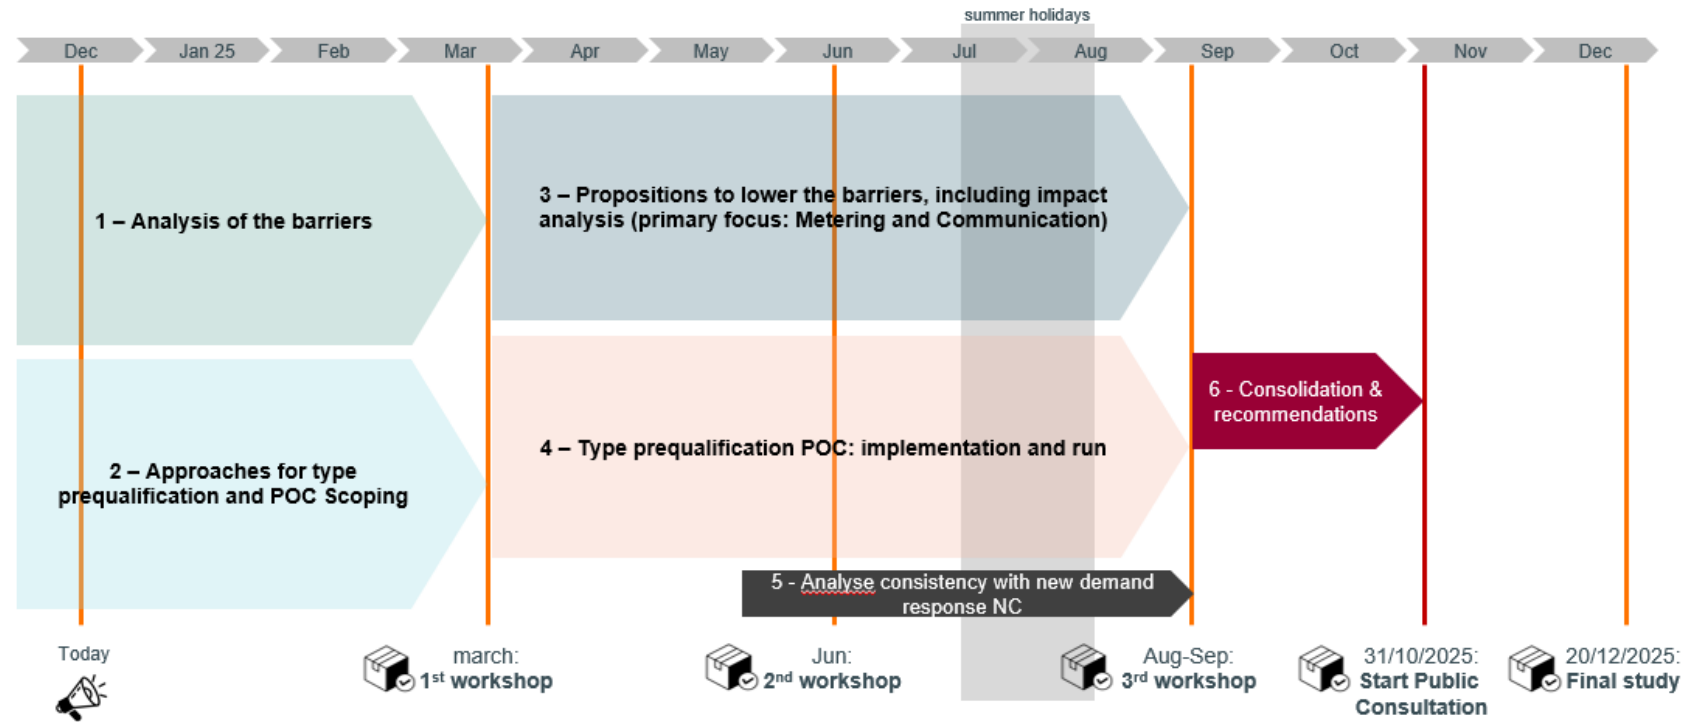 summer holidays
Dec
Jan 25
Feb
Mar
Apr
May
Jun
Jul
Aug
Sep
Oct
Nov
Dec
1 – Analysis of the barriers
3 – Propositions to lower the barriers, including impact
analysis (primary focus: Metering and Communication)
2 – Approaches for type
prequalification and POC Scoping
4 – Type prequalification POC: implementation and run
6 - Consolidation &
recommendations
5 - Analyse consistency with new demand
response NC
Today
march:
1st workshop
Jun:
2nd workshop
Aug-Sep:
3rd workshop
31/10/2025:
Start Public
Consultation
20/12/2025:
Final study